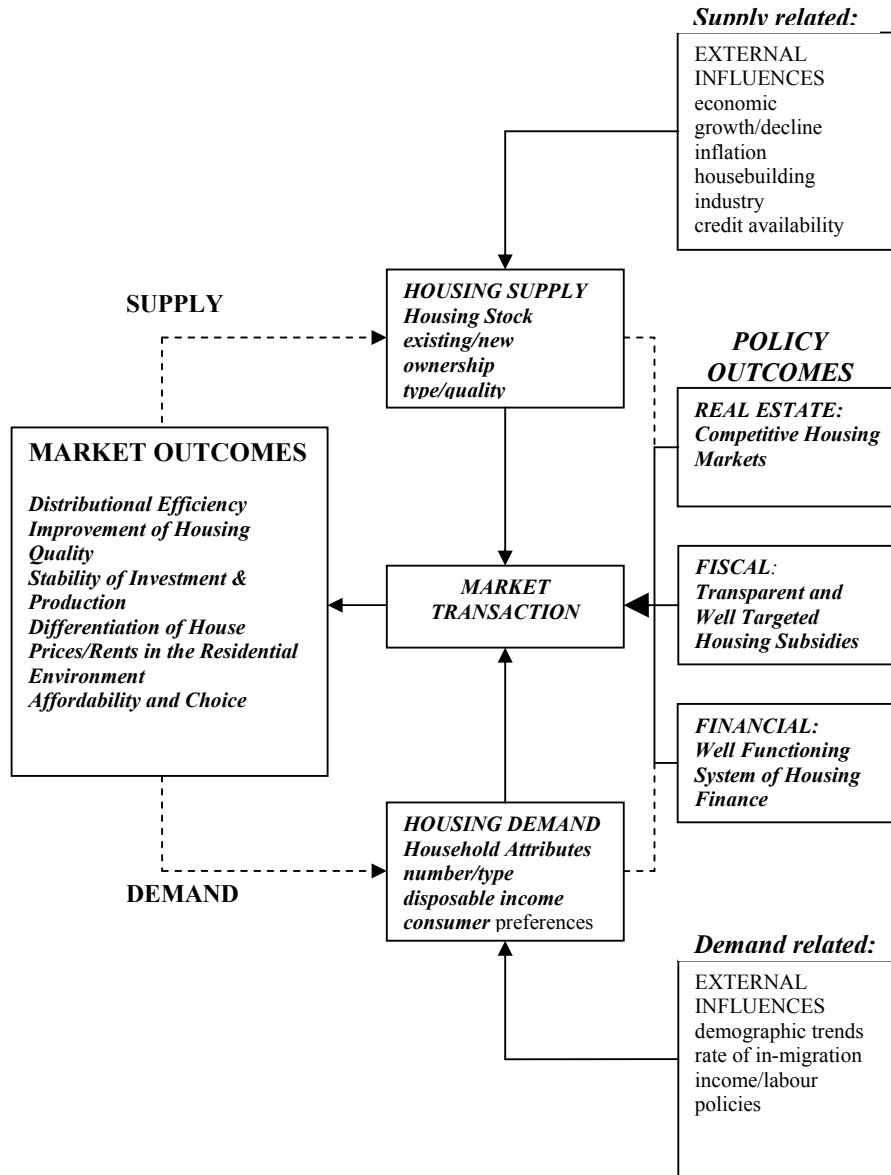 Supply related:
EXTERNAL
INFLUENCES
economic
growth/decline
inflation
housebuilding
industry
credit availability
SUPPLY
HOUSING SUPPLY
Housing Stock
existing/new
ownership
type/quality
POLICY
OUTCOMES
REAL ESTATE:
Competitive Housing
Markets
MARKET OUTCOMES
Distributional Efficiency
Improvement of Housing
Quality
Stability of Investment &
Production
Differentiation of House
Prices/Rents in the Residential
Environment
Affordability and Choice
MARKET
TRANSACTION
FISCAL:
Transparent and
Well Targeted
Housing Subsidies
FINANCIAL:
Well Functioning
System of Housing
Finance
HOUSING DEMAND
Household Attributes
number/type
disposable income
consumer preferences
DEMAND
Demand related:
EXTERNAL
INFLUENCES
demographic trends
rate of in-migration
income/labour
policies